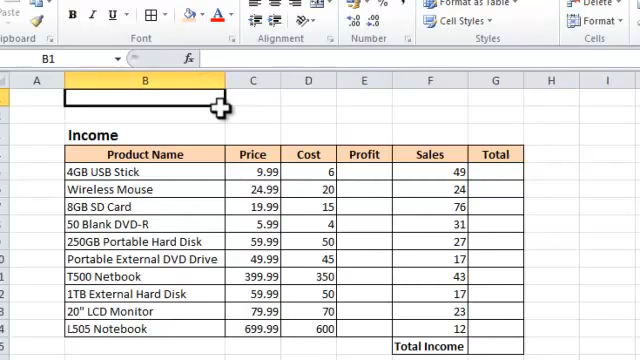 Paste
B I U
A
$ % ,
Format as Table
Cell Styles
Delete
Format
Clipboard Font Alignment Number Styles Cells
B1 fx
A B C D E F G H I
Income
Product Name Price Cost Profit Sales Total
4GB USB Stick 9.99 6 49
Wireless Mouse 24.99 20 24
8GB SD Card 19.99 15 76
50 Blank DVD-R 5.99 4 31
250GB Portable Hard Disk 59.99 50 27
Portable External DVD Drive 49.99 45 17
T500 Netbook 399.99 350 43
1TB External Hard Disk 59.99 50 17
20" LCD Monitor 79.99 70 23
L505 Notebook 699.99 600 12
Total Income